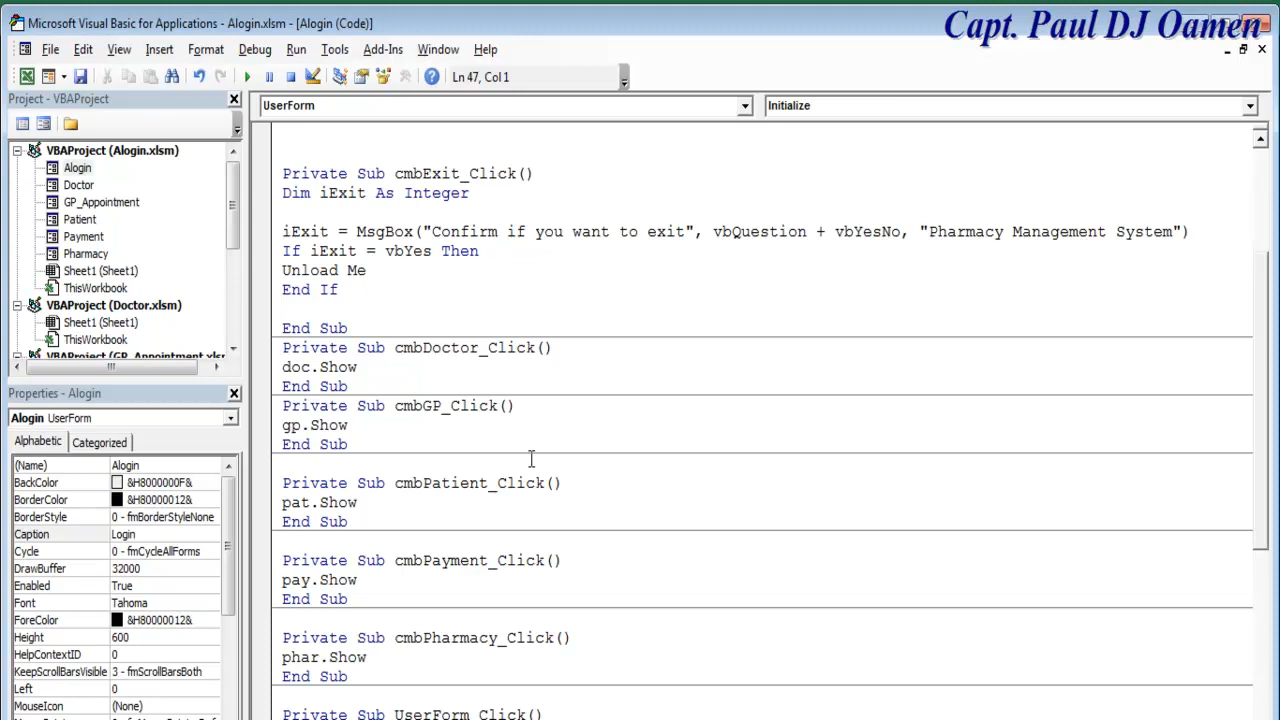 Microsoft Visual Basic for Applications - Alogin.xlsm - [Alogin (Code)]
Capt. Paul DJ Oamen
File Edit View Insert Format Debug Run Tools Add-Ins Window Help
Ln 47, Col 1
Project - VBAProject
UserForm
Initialize
VBAProject (Alogin.xlsm)
Alogin
Doctor
GP_Appointment
Patient
Payment
Pharmacy
Sheet1 (Sheet1)
ThisWorkbook
VBAProject (Doctor.xlsm)
Sheet1 (Sheet1)
ThisWorkbook
VBAProject (GP_Appointment.xlsr
Properties - Alogin
Alogin UserForm
Alphabetic Categorized
(Name) Alogin
BackColor &H8000000F&
BorderColor &H80000012&
BorderStyle 0 - fmBorderStyleNone
Caption Login
Cycle 0 - fmCycleAllForms
DrawBuffer 32000
Enabled True
Font Tahoma
ForeColor &H80000012&
Height 600
HelpContextID 0
KeepScrollBarsVisible 3 - fmScrollBarsBoth
Left 0
MouseIcon (None)
Private Sub cmbExit_Click()
Dim iExit As Integer
iExit = MsgBox("Confirm if you want to exit", vbQuestion + vbYesNo, "Pharmacy Management System")
If iExit = vbYes Then
Unload Me
End If
End Sub
Private Sub cmbDoctor_Click()
doc.Show
End Sub
Private Sub cmbGP_Click()
gp.Show
End Sub
Private Sub cmbPatient_Click()
pat.Show
End Sub
Private Sub cmbPayment_Click()
pay.Show
End Sub
Private Sub cmbPharmacy_Click()
phar.Show
End Sub
Private Sub UserForm_Click()